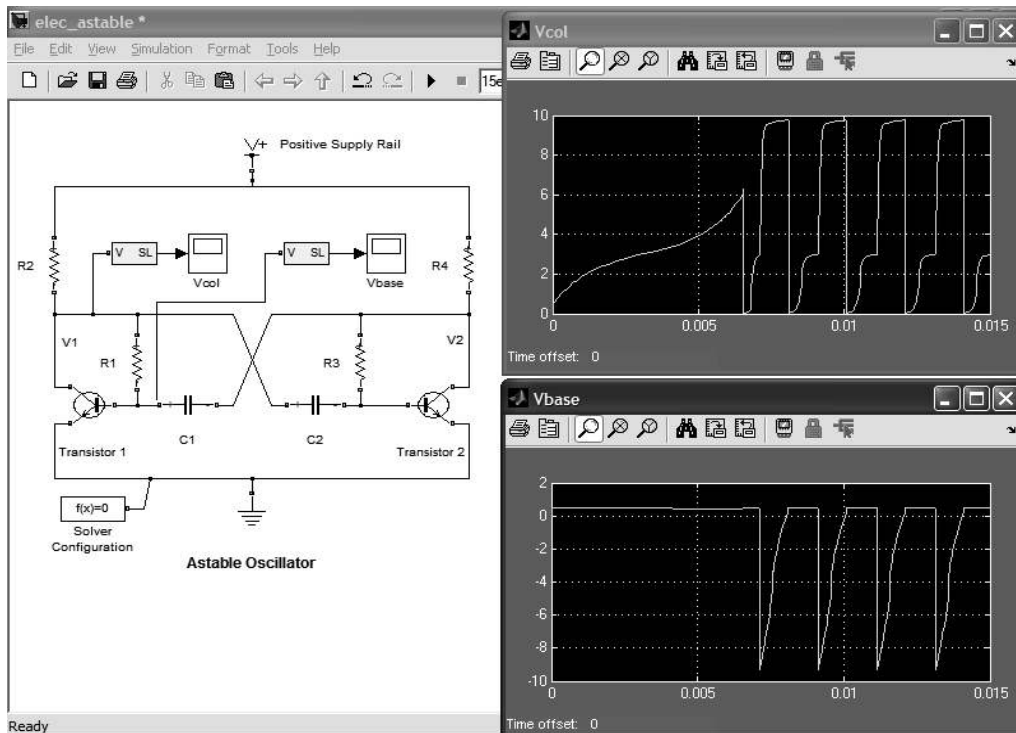 elec_astable *
File Edit View Simulation Format Tools Help
15e
V+ Positive Supply Rail
R2
V SL
Vcol
V SL
Vbase
R4
V1
R1
R3
V2
C1
C2
Transistor 1
Transistor 2
f(x)=0
Solver
Configuration
Astable Oscillator
Ready
Vcol
10
8
6
4
2
0
0 0.005 0.01 0.015
Time offset: 0
Vbase
2
0
-2
-4
-6
-8
-10
0 0.005 0.01 0.015
Time offset: 0